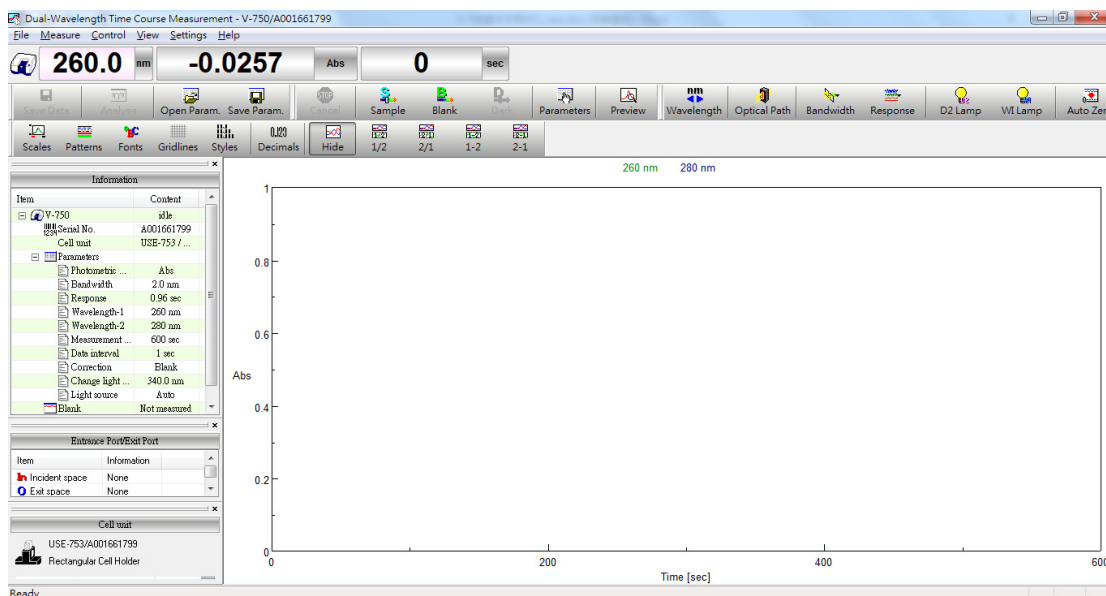 Dual-Wavelength Time Course Measurement - V-750/A001661799
File Measure Control View Settings Help
260.0 nm -0.0257 Abs 0 sec
Save Data Analysis Open Param. Save Param. Cancel Sample Blank Dark Parameters Preview Wavelength Optical Path Bandwidth Response D2 Lamp WI Lamp Auto Zer
Scales Patterns Fonts Gridlines Styles Decimals Hide 1/2 2/1 1-2 2-1
260 nm 280 nm
Information
Item Content
V-750 idle
Serial No. A001661799
Cell unit USE-753 / ...
Parameters
Photometric ... Abs
Bandwidth 2.0 nm
Response 0.96 sec
Wavelength-1 260 nm
Wavelength-2 280 nm
Measurement ... 600 sec
Data interval 1 sec
Correction Blank
Change light ... 340.0 nm
Light source Auto
Blank Not measured
Entrance Port/Exit Port
Item Information
In Incident space None
Exit space None
Cell unit
USE-753/A001661799
Rectangular Cell Holder
1
0.8
0.6
Abs
0.4
0.2
0
0 200 400 600
Time [sec]
Ready